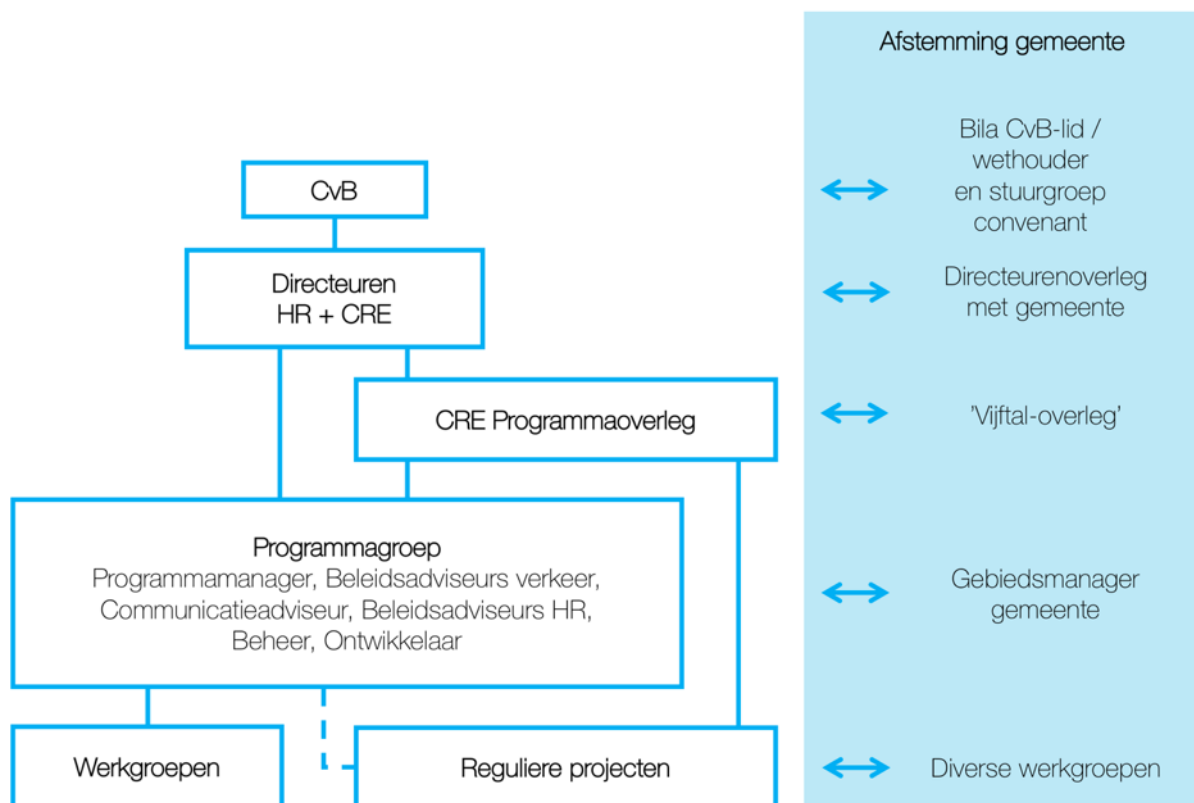 Afstemming gemeente
CvB
Bila CvB-lid /
wethouder
en stuurgroep
convenant
Directeuren
HR + CRE
Directeurenoverleg
met gemeente
CRE Programmaoverleg
'Vijftal-overleg'
Programmagroep
Programmamanager, Beleidsadviseurs verkeer,
Communicatieadviseur, Beleidsadviseurs HR,
Beheer, Ontwikkelaar
Gebiedsmanager
gemeente
Werkgroepen
Reguliere projecten
Diverse werkgroepen